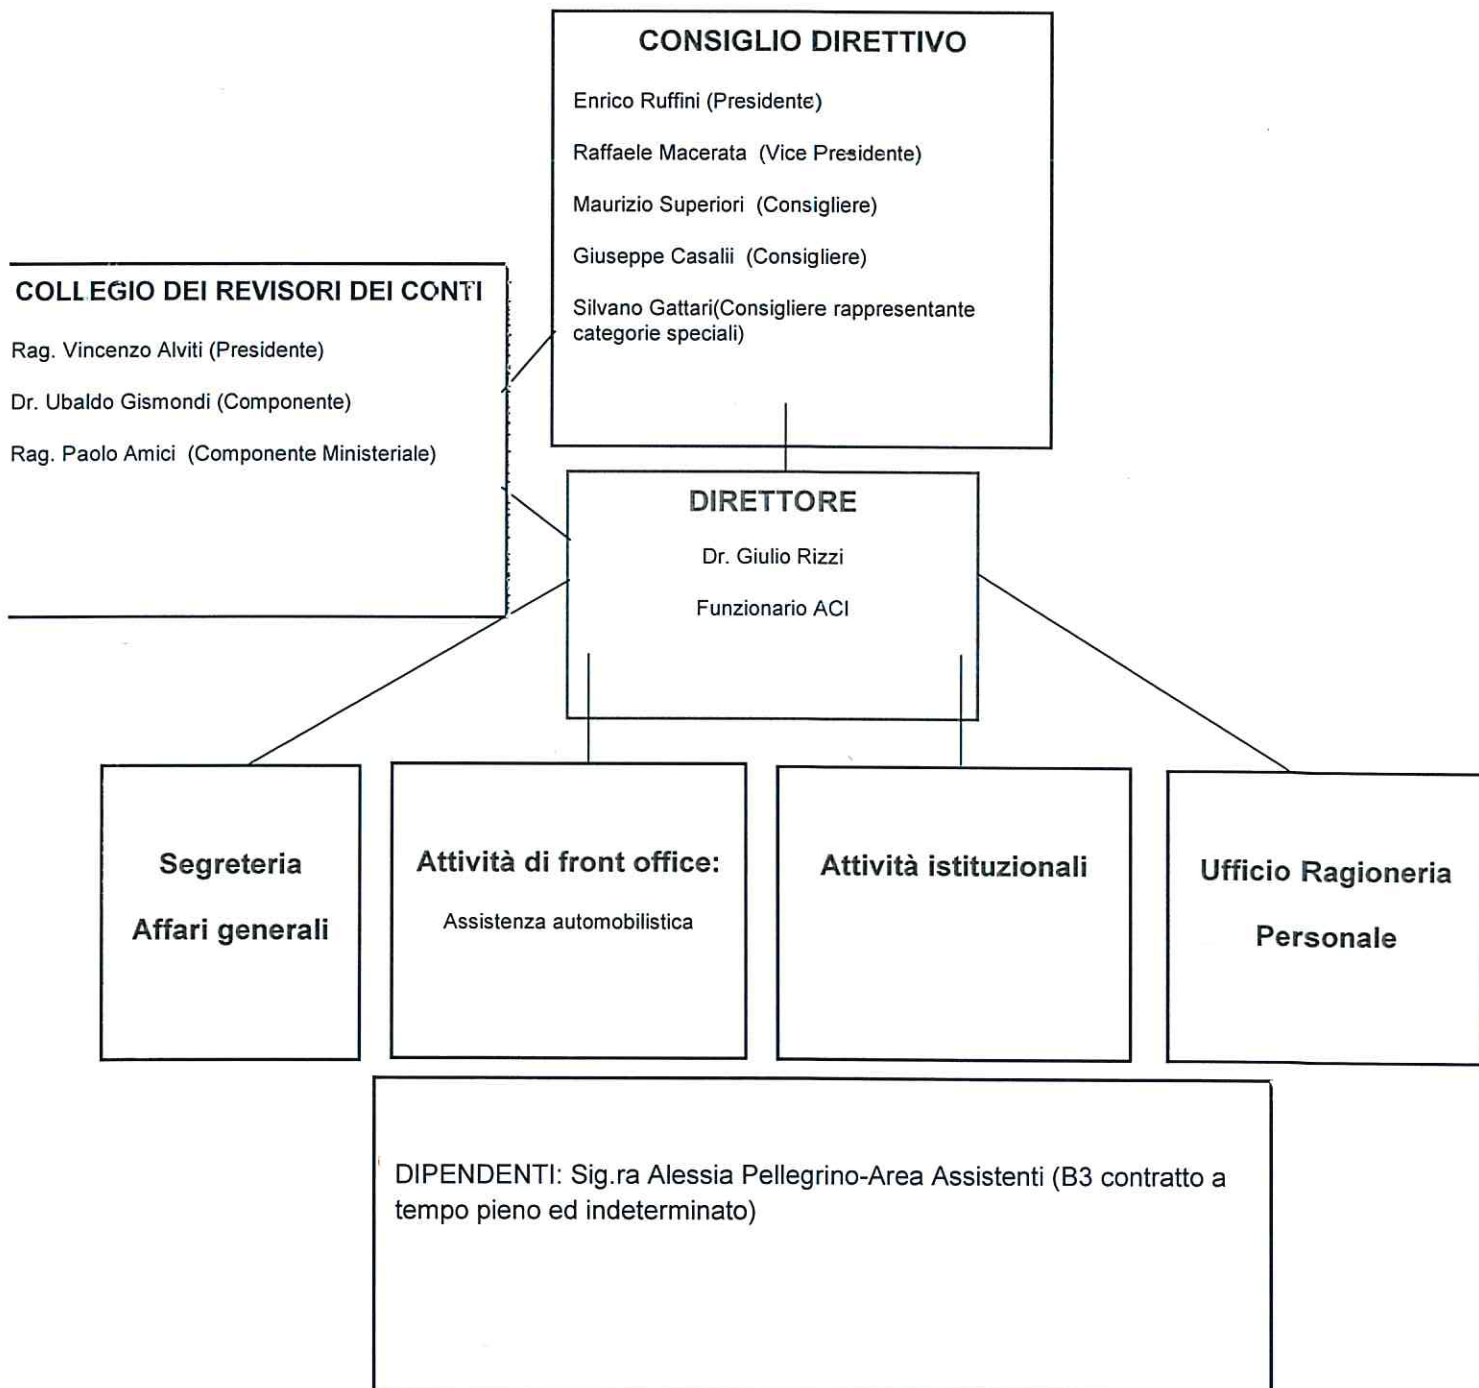 CONSIGLIO DIRETTIVO
Enrico Ruffini (Presidente)
Raffaele Macerata (Vice Presidente)
Maurizio Superiori (Consigliere)
Giuseppe Casalii (Consigliere)
Silvano Gattari(Consigliere rappresentante
categorie speciali)
COLLEGIO DEI REVISORI DEI CONTI
Rag. Vincenzo Alviti (Presidente)
Dr. Ubaldo Gismondi (Componente)
Rag. Paolo Amici (Componente Ministeriale)
DIRETTORE
Dr. Giulio Rizzi
Funzionario ACI
Segreteria
Affari generali
Attività di front office:
Assistenza automobilistica
Attività istituzionali
Ufficio Ragioneria
Personale
DIPENDENTI: Sig.ra Alessia Pellegrino-Area Assistenti (B3 contratto a
tempo pieno ed indeterminato)